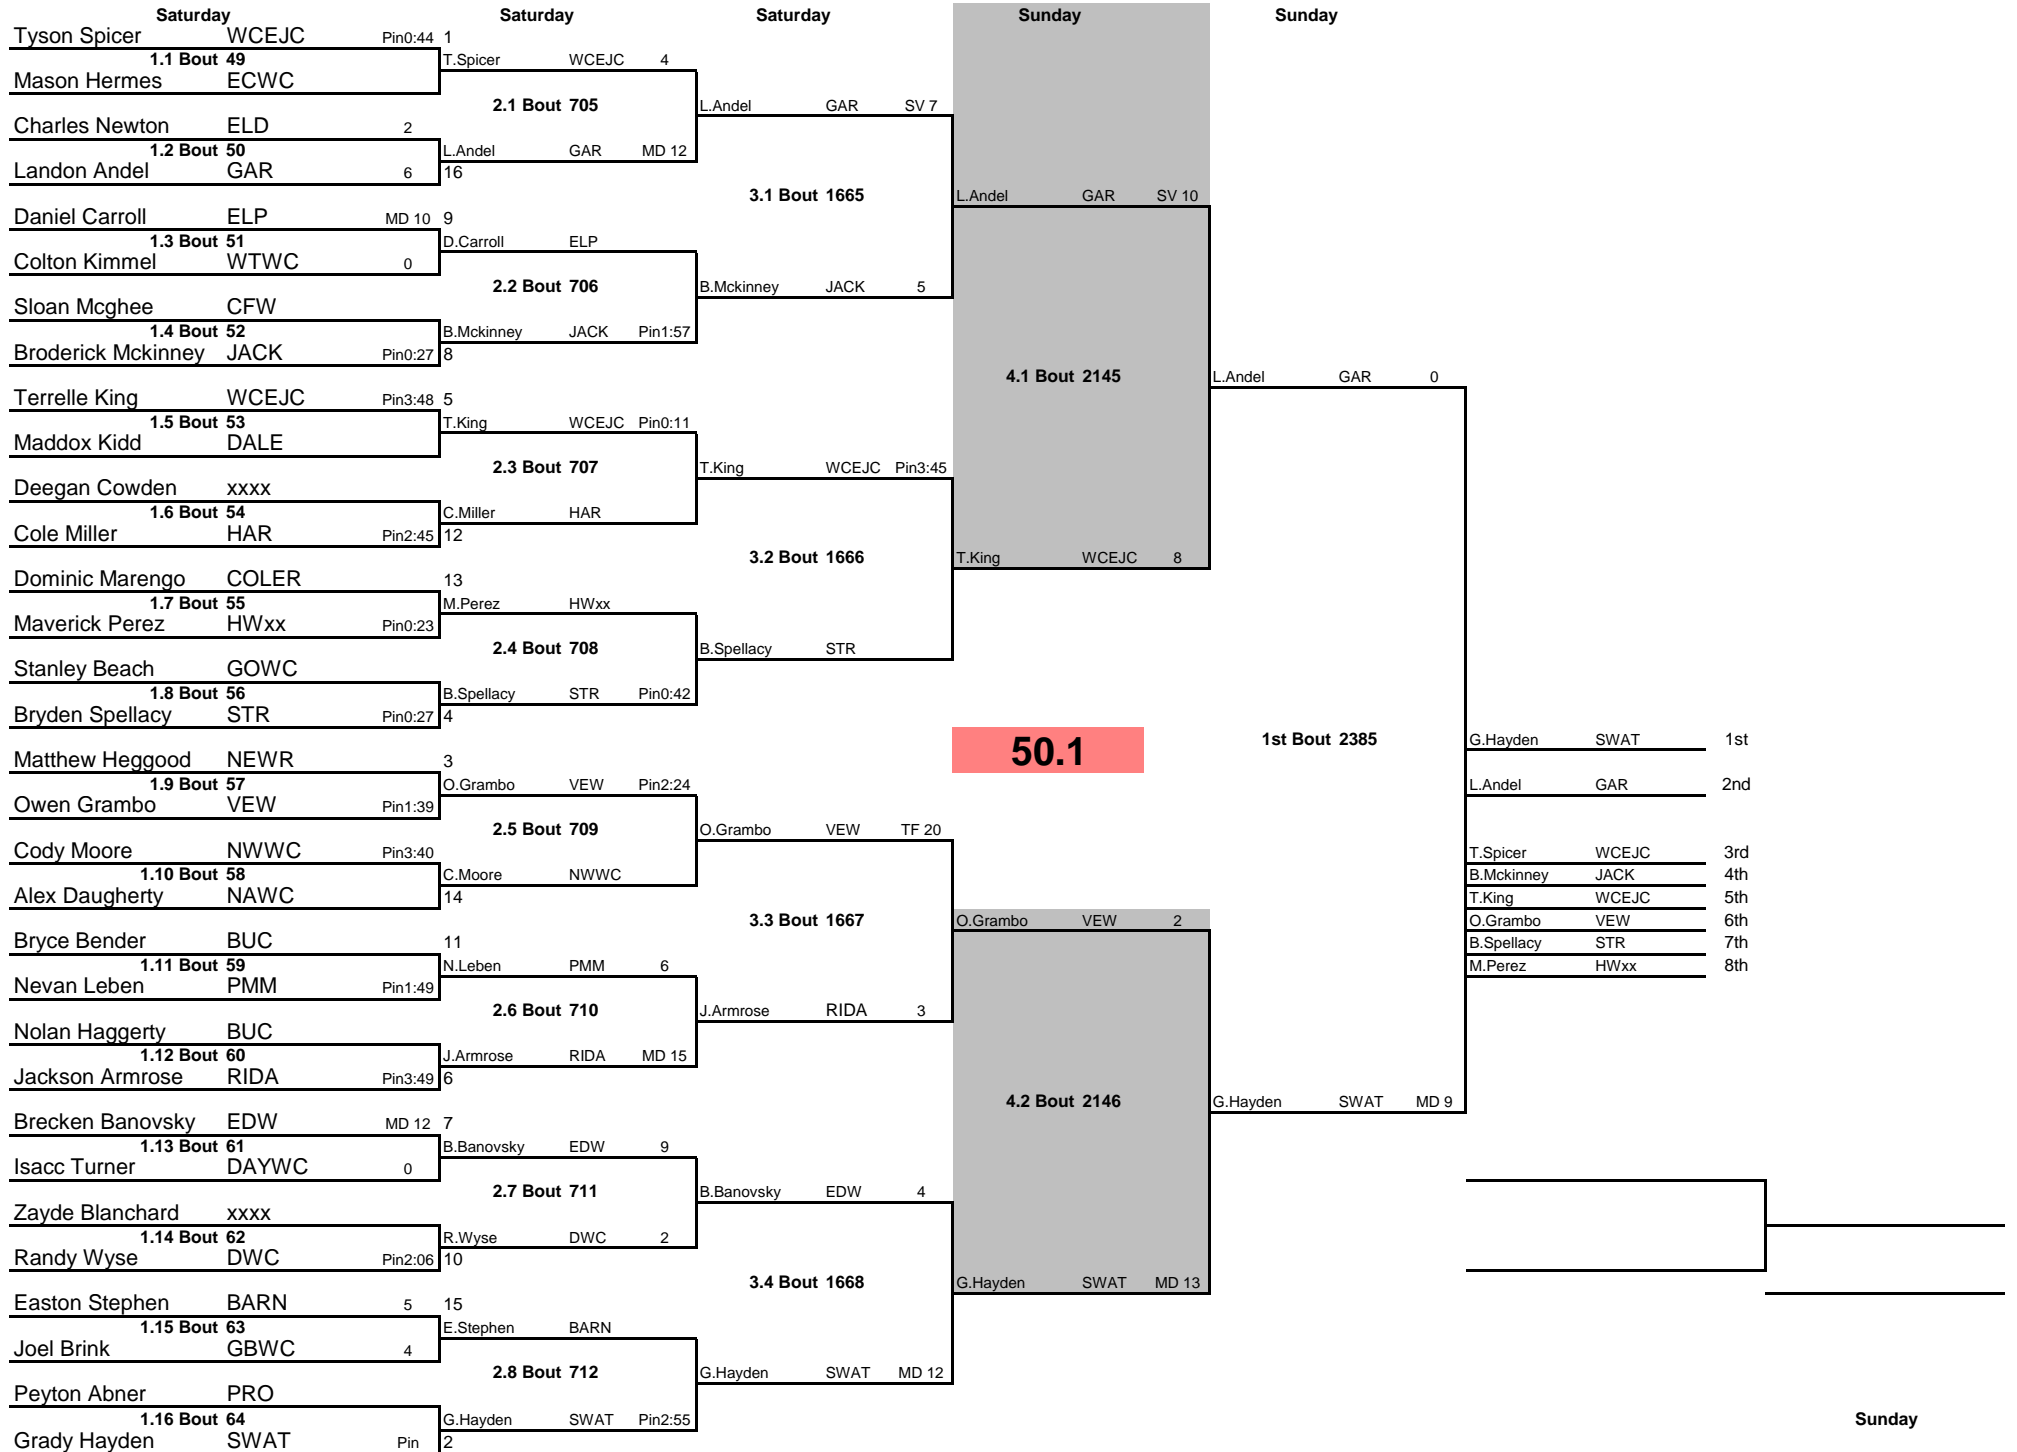 Saturday Saturday Saturday Sunday Sunday
Tyson Spicer WCEJC Pin0:44 1
1.1 Bout 49 T.Spicer WCEJC 4
Mason Hermes ECWC
2.1 Bout 705 L.Andel GAR SV 7
Charles Newton ELD 2
1.2 Bout 50 L.Andel GAR MD 12
Landon Andel GAR 6 16
3.1 Bout 1665 L.Andel GAR SV 10
Daniel Carroll ELP MD 10 9
1.3 Bout 51 D.Carroll ELP
Colton Kimmel WTWC 0
2.2 Bout 706 B.Mckinney JACK 5
Sloan Mcghee CFW
1.4 Bout 52 B.Mckinney JACK Pin1:57
Broderick Mckinney JACK Pin0:27 8
4.1 Bout 2145 L.Andel GAR 0
Terrelle King WCEJC Pin3:48 5
1.5 Bout 53 T.King WCEJC Pin0:11
Maddox Kidd DALE
2.3 Bout 707 T.King WCEJC Pin3:45
Deegan Cowden xxxx
1.6 Bout 54 C.Miller HAR
Cole Miller HAR Pin2:45 12
3.2 Bout 1666 T.King WCEJC 8
Dominic Marengo COLER 13
1.7 Bout 55 M.Perez HWxx
Maverick Perez HWxx Pin0:23
2.4 Bout 708 B.Spellacy STR
Stanley Beach GOWC
1.8 Bout 56 B.Spellacy STR Pin0:42
Bryden Spellacy STR Pin0:27 4
50.1 1st Bout 2385 G.Hayden SWAT 1st
Matthew Heggood NEWR 3
1.9 Bout 57 O.Grambo VEW Pin2:24 L.Andel GAR 2nd
Owen Grambo VEW Pin1:39
2.5 Bout 709 O.Grambo VEW TF 20
Cody Moore NWWC Pin3:40 T.Spicer WCEJC 3rd
1.10 Bout 58 C.Moore NWWC B.Mckinney JACK 4th
Alex Daugherty NAWC 14 T.King WCEJC 5th
3.3 Bout 1667 O.Grambo VEW 2 O.Grambo VEW 6th
Bryce Bender BUC 11 B.Spellacy STR 7th
1.11 Bout 59 N.Leben PMM 6 M.Perez HWxx 8th
Nevan Leben PMM Pin1:49
2.6 Bout 710 J.Armrose RIDA 3
Nolan Haggerty BUC
1.12 Bout 60 J.Armrose RIDA MD 15
Jackson Armrose RIDA Pin3:49 6
4.2 Bout 2146 G.Hayden SWAT MD 9
Brecken Banovsky EDW MD 12 7
1.13 Bout 61 B.Banovsky EDW 9
Isacc Turner DAYWC 0
2.7 Bout 711 B.Banovsky EDW 4
Zayde Blanchard xxxx
1.14 Bout 62 R.Wyse DWC 2
Randy Wyse DWC Pin2:06 10
3.4 Bout 1668 G.Hayden SWAT MD 13
Easton Stephen BARN 5 15
1.15 Bout 63 E.Stephen BARN
Joel Brink GBWC 4
2.8 Bout 712 G.Hayden SWAT MD 12
Peyton Abner PRO
1.16 Bout 64 G.Hayden SWAT Pin2:55 Sunday
Grady Hayden SWAT Pin 2